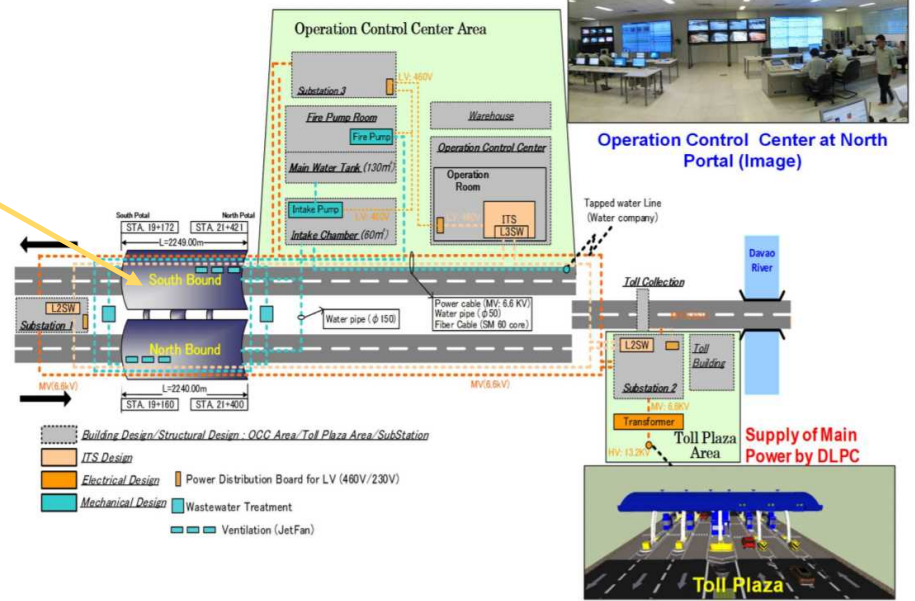 Operation Control Center Area
Substation 3
LV: 460V
Fire Pump Room
Fire Pump
Main Water Tank (130㎥)
Intake Pump
LV: 460V
Intake Chamber (60㎥)
Warehouse
Operation Control Center
Operation
Room
LV: 460V
ITS
L3SW
Operation Control Center at North
Portal (Image)
Tapped water Line
(Water company)
South Potal
North Potal
STA. 19+172
STA. 21+421
L=2249.00m
South Bound
L2SW
Substation 1
Water pipe (φ150)
Power cable (MV: 6.6 KV)
Water pipe (φ50)
Fiber Cable (SM 60 core)
Toll Collection
Davao
River
North Bound
MV(6.6kV)
L=2240.00m
STA. 19+160
STA. 21+400
MV(6.6kV)
L2SW
Substation 2
Toll
Building
MV: 6.6KV
Transformer
HV: 13.2KV
Toll Plaza
Area
Supply of Main
Power by DLPC
Building Design/Structural Design : OCC Area/Toll Plaza Area/SubStation
ITS Design
Electrical Design
Power Distribution Board for LV (460V/230V)
Mechanical Design
Wastewater Treatment
Ventilation (JetFan)
Toll Plaza